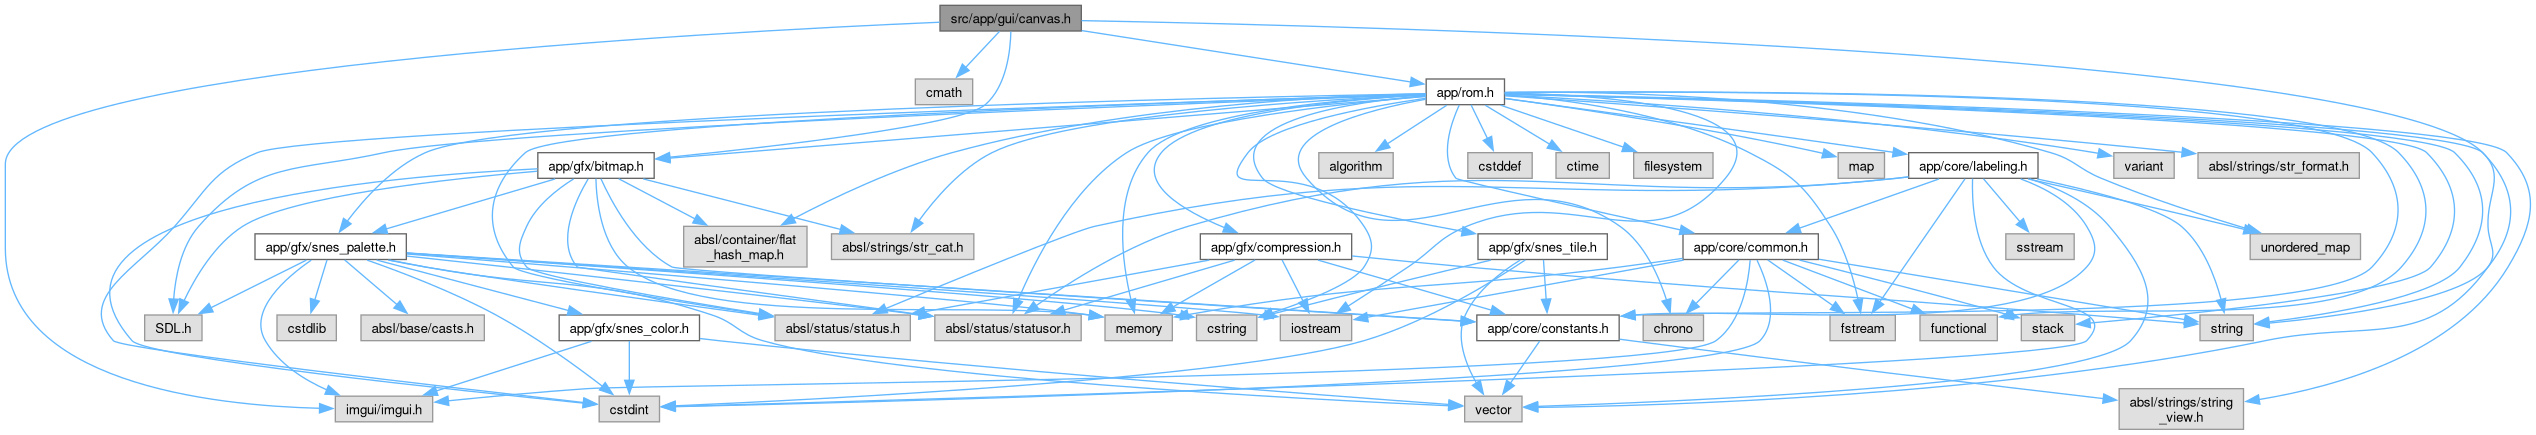 src/app/gui/canvas.h
cmath
app/rom.h
app/gfx/bitmap.h
algorithm
cstddef
ctime
filesystem
map
app/core/labeling.h
variant
absl/strings/str_format.h
app/gfx/snes_palette.h
absl/container/flat
_hash_map.h
absl/strings/str_cat.h
app/gfx/compression.h
app/gfx/snes_tile.h
app/core/common.h
sstream
unordered_map
SDL.h
cstdlib
absl/base/casts.h
app/gfx/snes_color.h
absl/status/status.h
absl/status/statusor.h
memory
cstring
iostream
app/core/constants.h
chrono
fstream
functional
stack
string
imgui/imgui.h
cstdint
vector
absl/strings/string
_view.h